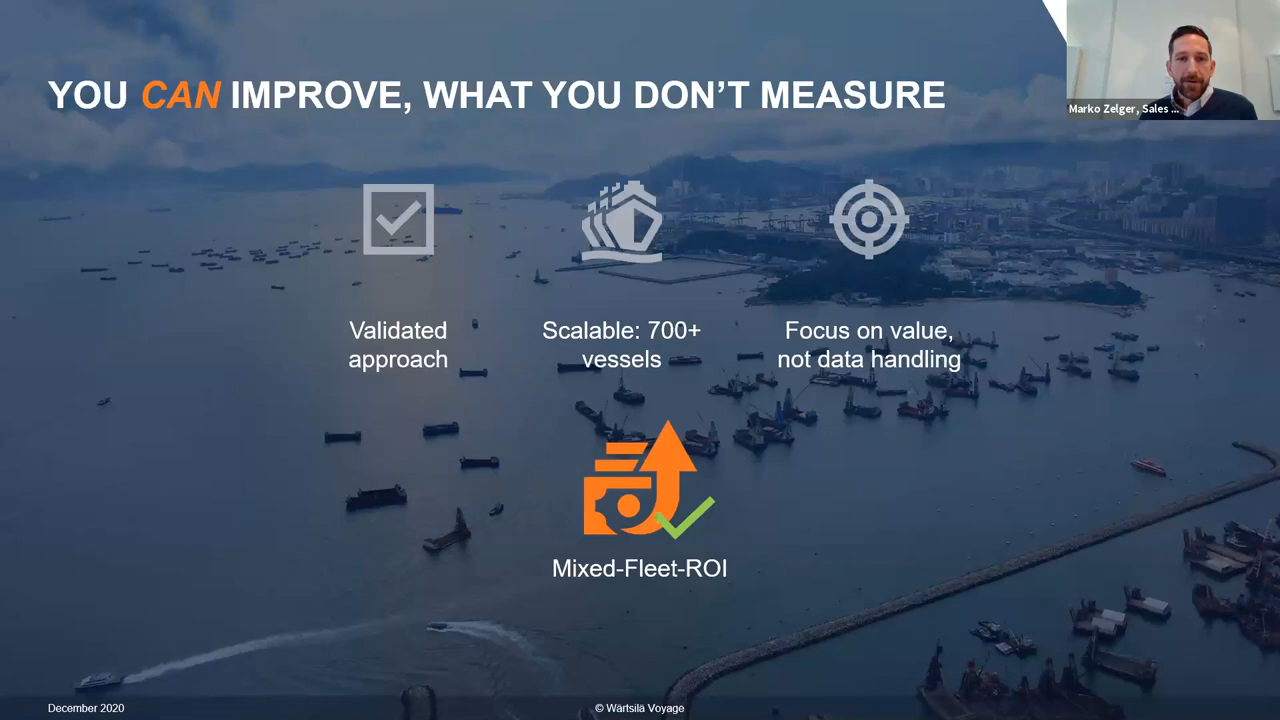 YOU CAN IMPROVE, WHAT YOU DON'T MEASURE
Marko Zelger, Sales ...
Validated
approach
Scalable: 700+
vessels
Focus on value,
not data handling
Mixed-Fleet-ROI
December 2020
© Wärtsilä Voyage